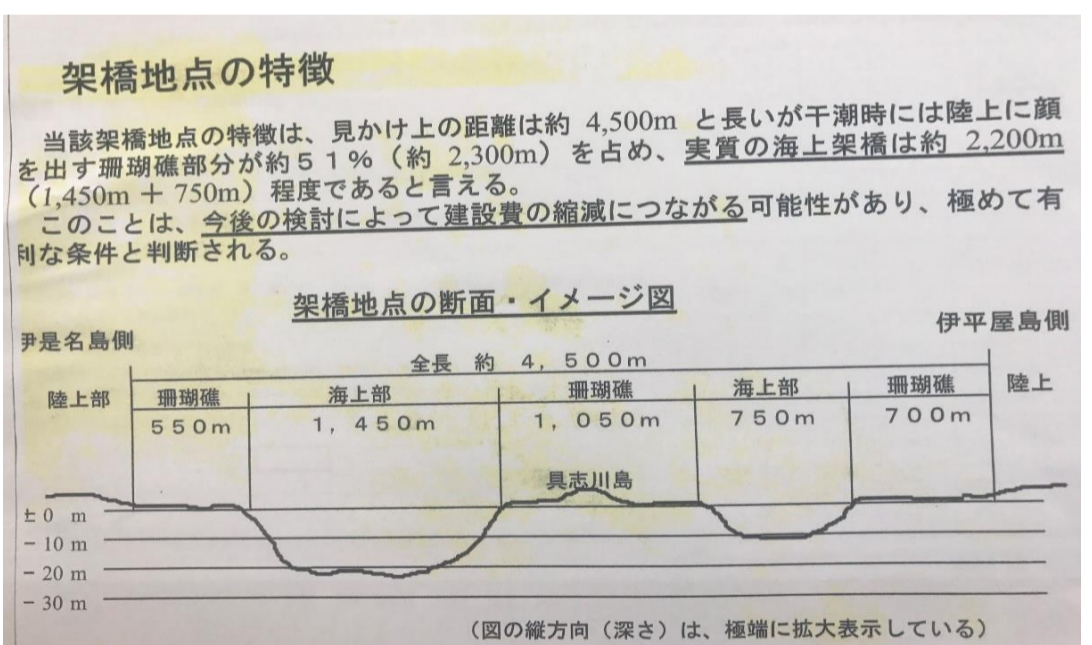 架橋地点の特徴
当該架橋地点の特徴は、見かけ上の距離は約 4,500m と長いが干潮時には陸上に顔
を出す珊瑚礁部分が約51%（約 2,300m）を占め、実質の海上架橋は約 2,200m
（1,450m ＋ 750m）程度であると言える。
このことは、今後の検討によって建設費の縮減につながる可能性があり、極めて有
利な条件と判断される。
架橋地点の断面・イメージ図
伊是名島側
伊平屋島側
全長 約 4，500m
陸上部 珊瑚礁 海上部 珊瑚礁 海上部 珊瑚礁 陸上
550m 1，450m 1，050m 750m 700m
具志川島
± 0 m
− 10 m
− 20 m
− 30 m
（図の縦方向（深さ）は、極端に拡大表示している）